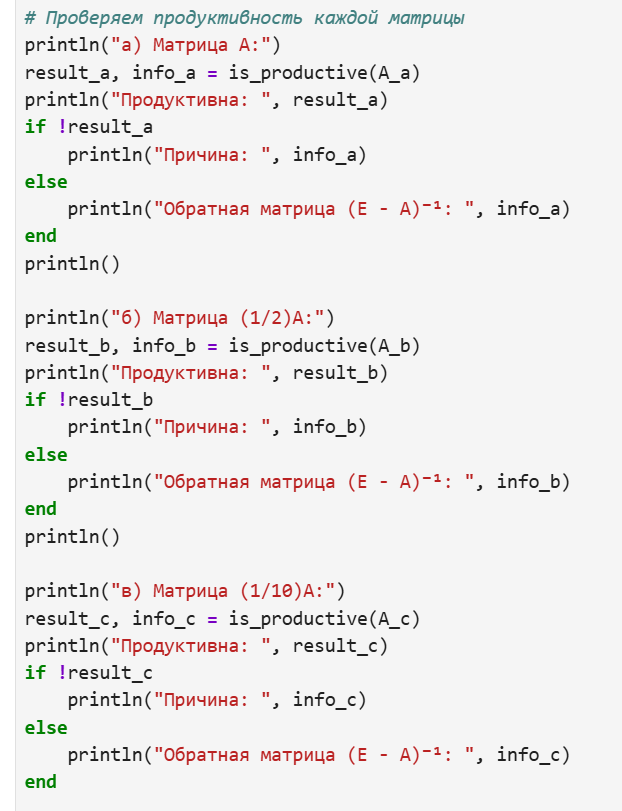 # Проверяем продуктивность каждой матрицы
println("а) Матрица A:")
result_a, info_a = is_productive(A_a)
println("Продуктивна: ", result_a)
if !result_a
    println("Причина: ", info_a)
else
    println("Обратная матрица (E - A)⁻¹: ", info_a)
end
println()

println("б) Матрица (1/2)A:")
result_b, info_b = is_productive(A_b)
println("Продуктивна: ", result_b)
if !result_b
    println("Причина: ", info_b)
else
    println("Обратная матрица (E - A)⁻¹: ", info_b)
end
println()

println("в) Матрица (1/10)A:")
result_c, info_c = is_productive(A_c)
println("Продуктивна: ", result_c)
if !result_c
    println("Причина: ", info_c)
else
    println("Обратная матрица (E - A)⁻¹: ", info_c)
end